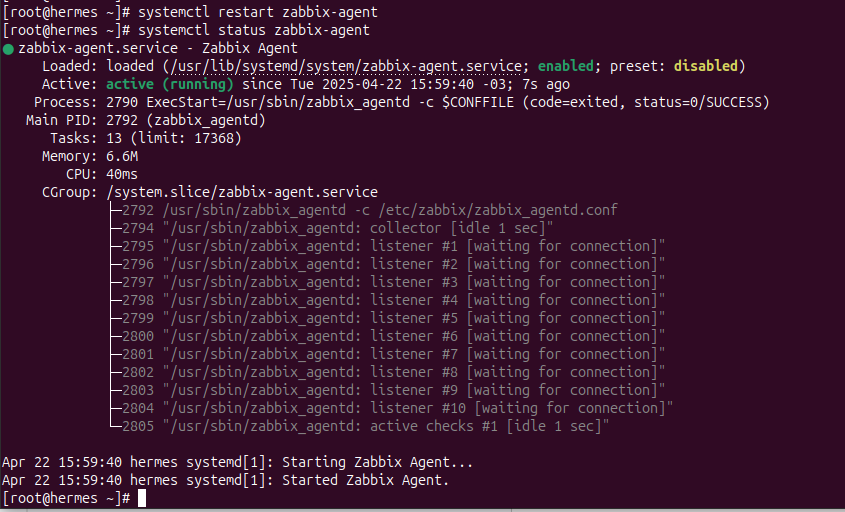 [root@hermes ~]# systemctl restart zabbix-agent
[root@hermes ~]# systemctl status zabbix-agent
● zabbix-agent.service - Zabbix Agent
     Loaded: loaded (/usr/lib/systemd/system/zabbix-agent.service; enabled; preset: disabled)
     Active: active (running) since Tue 2025-04-22 15:59:40 -03; 7s ago
    Process: 2790 ExecStart=/usr/sbin/zabbix_agentd -c $CONFFILE (code=exited, status=0/SUCCESS)
   Main PID: 2792 (zabbix_agentd)
      Tasks: 13 (limit: 17368)
     Memory: 6.6M
        CPU: 40ms
     CGroup: /system.slice/zabbix-agent.service
             ├─2792 /usr/sbin/zabbix_agentd -c /etc/zabbix/zabbix_agentd.conf
             ├─2794 "/usr/sbin/zabbix_agentd: collector [idle 1 sec]"
             ├─2795 "/usr/sbin/zabbix_agentd: listener #1 [waiting for connection]"
             ├─2796 "/usr/sbin/zabbix_agentd: listener #2 [waiting for connection]"
             ├─2797 "/usr/sbin/zabbix_agentd: listener #3 [waiting for connection]"
             ├─2798 "/usr/sbin/zabbix_agentd: listener #4 [waiting for connection]"
             ├─2799 "/usr/sbin/zabbix_agentd: listener #5 [waiting for connection]"
             ├─2800 "/usr/sbin/zabbix_agentd: listener #6 [waiting for connection]"
             ├─2801 "/usr/sbin/zabbix_agentd: listener #7 [waiting for connection]"
             ├─2802 "/usr/sbin/zabbix_agentd: listener #8 [waiting for connection]"
             ├─2803 "/usr/sbin/zabbix_agentd: listener #9 [waiting for connection]"
             ├─2804 "/usr/sbin/zabbix_agentd: listener #10 [waiting for connection]"
             └─2805 "/usr/sbin/zabbix_agentd: active checks #1 [idle 1 sec]"

Apr 22 15:59:40 hermes systemd[1]: Starting Zabbix Agent...
Apr 22 15:59:40 hermes systemd[1]: Started Zabbix Agent.
[root@hermes ~]#